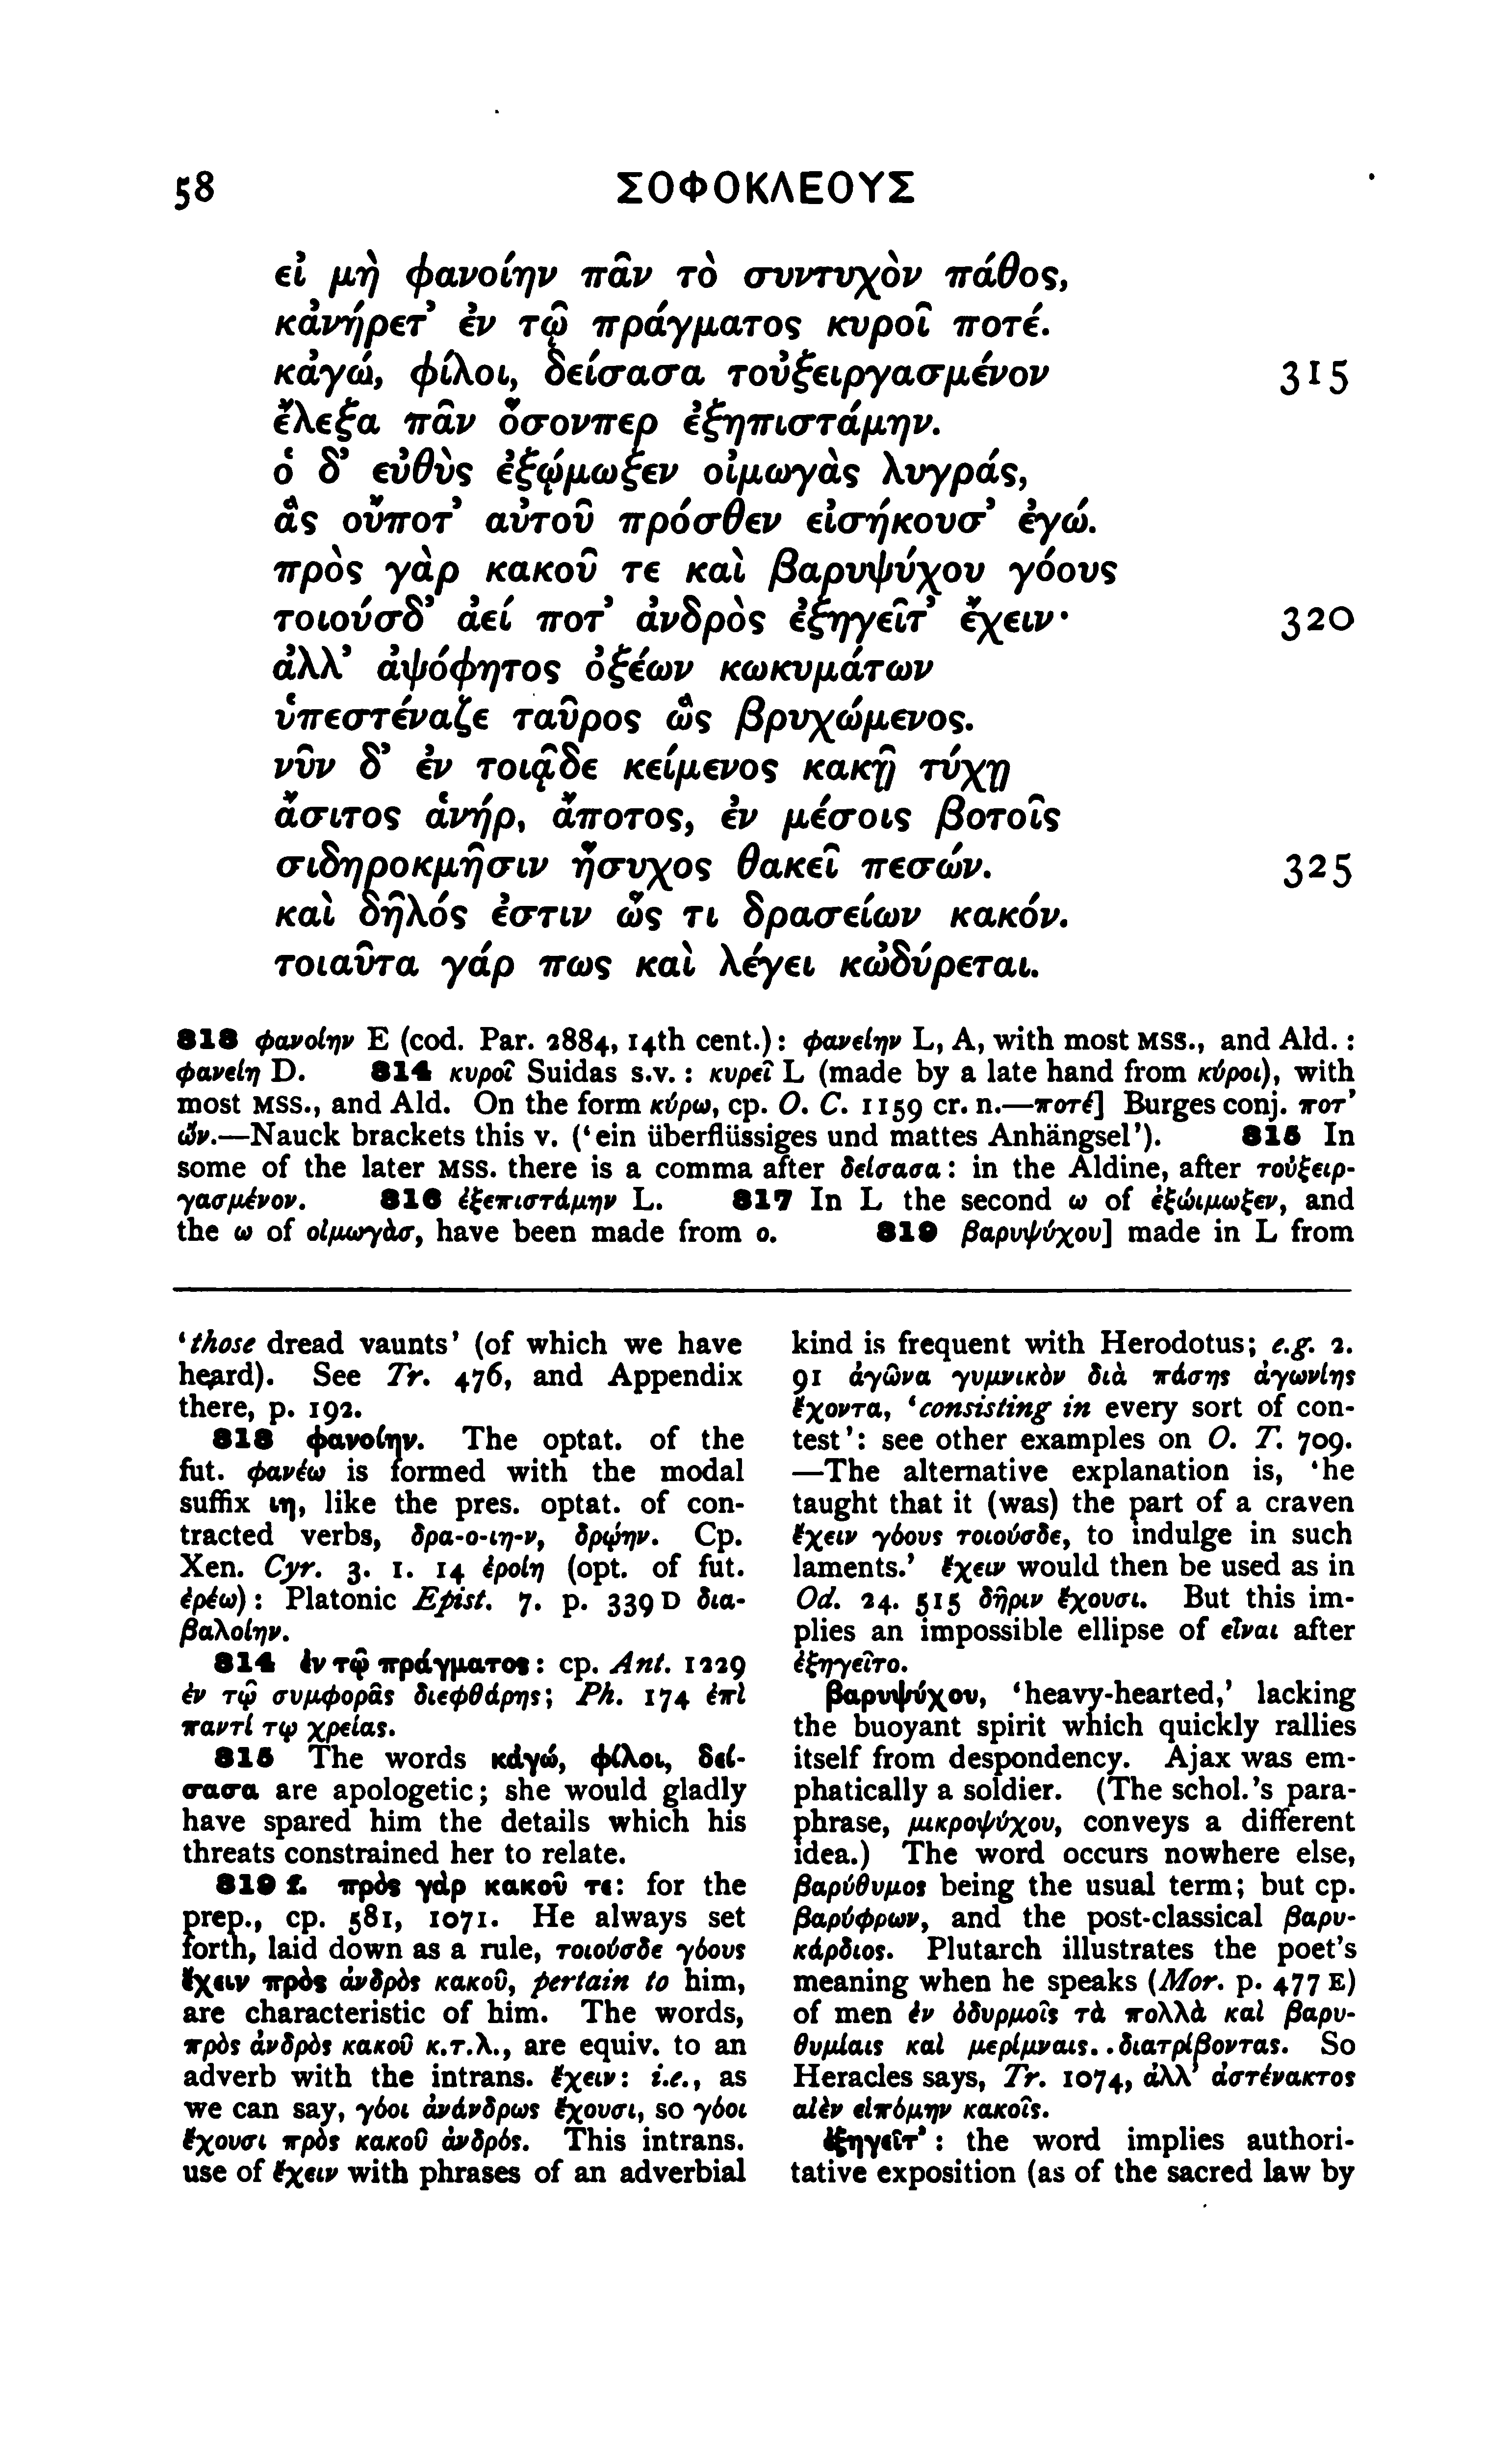 58
ΣΟΦΟΚΛΕΟΥΣ
εἰ μὴ φανοίην πᾶν τὸ συντυχὸν πάθος,
κἀνήρετ’ ἐν τῷ πράγματος κυροῖ ποτέ.
κἀγώ, φίλοι, δείσασα τοὐξειργασμένον 315
ἔλεξα πᾶν ὅσονπερ ἐξηπιστάμην.
ὁ δ’ εὐθὺς ἐξῴμωξεν οἰμωγὰς λυγράς,
ἃς οὔποτ’ αὐτοῦ πρόσθεν εἰσήκουσ’ ἐγώ.
πρὸς γὰρ κακοῦ τε καὶ βαρυψύχου γόους
τοιούσδ’ ἀεί ποτ’ ἀνδρὸς ἐξηγεῖτ’ ἔχειν· 320
ἀλλ’ ἀψόφητος ὀξέων κωκυμάτων
ὑπεστέναζε ταῦρος ὣς βρυχώμενος.
νῦν δ’ ἐν τοιᾷδε κείμενος κακῇ τύχῃ
ἄσιτος ἁνήρ, ἄποτος, ἐν μέσοις βοτοῖς
σιδηροκμῆσιν ἥσυχος θακεῖ πεσών. 325
καὶ δῆλός ἐστιν ὥς τι δρασείων κακόν.
τοιαῦτα γάρ πως καὶ λέγει κὠδύρεται.
313 φανοίην E (cod. Par. 2884, 14th cent.): φανείην L, A, with most MSS., and Ald.:
φανείη D. 314 κυροῖ Suidas s.v.: κυρεῖ L (made by a late hand from κύροι), with
most MSS., and Ald. On the form κύρω, cp. O. C. 1159 cr. n.—ποτέ] Burges conj. ποτ’
ὤν.—Nauck brackets this v. (‘ein überflüssiges und mattes Anhängsel’). 315 In
some of the later MSS. there is a comma after δείσασα: in the Aldine, after τοὐξειρ-
γασμένον. 316 ἐξεπιστάμην L. 317 In L the second ω of ἐξώιμωξεν, and
the ω of οἰμωγὰσ, have been made from ο. 319 βαρυψύχου] made in L from
‘those dread vaunts’ (of which we have
heard). See Tr. 476, and Appendix
there, p. 192.
313 φανοίην. The optat. of the
fut. φανέω is formed with the modal
suffix ιη, like the pres. optat. of con-
tracted verbs, δρα-ο-ιη-ν, δρῴην. Cp.
Xen. Cyr. 3. 1. 14 ἐροίη (opt. of fut.
ἐρέω): Platonic Epist. 7. p. 339 D δια-
βαλοίην.
314 ἐν τῷ πράγματος: cp. Ant. 1229
ἐν τῷ συμφορᾶς διεφθάρης; Ph. 174 ἐπὶ
παντί τῳ χρείας.
315 The words κἀγώ, φίλοι, δεί-
σασα are apologetic; she would gladly
have spared him the details which his
threats constrained her to relate.
319 f. πρὸς γὰρ κακοῦ τε: for the
prep., cp. 581, 1071. He always set
forth, laid down as a rule, τοιούσδε γόους
ἔχειν πρὸς ἀνδρὸς κακοῦ, pertain to him,
are characteristic of him. The words,
πρὸς ἀνδρὸς κακοῦ κ.τ.λ., are equiv. to an
adverb with the intrans. ἔχειν: i.e., as
we can say, γόοι ἀνάνδρως ἔχουσι, so γόοι
ἔχουσι πρὸς κακοῦ ἀνδρός. This intrans.
use of ἔχειν with phrases of an adverbial
kind is frequent with Herodotus; e.g. 2.
91 ἀγῶνα γυμνικὸν διὰ πάσης ἀγωνίης
ἔχοντα, ‘consisting in every sort of con-
test’: see other examples on O. T. 709.
—The alternative explanation is, ‘he
taught that it (was) the part of a craven
ἔχειν γόους τοιούσδε, to indulge in such
laments.’ ἔχειν would then be used as in
Od. 24. 515 δῆριν ἔχουσι. But this im-
plies an impossible ellipse of εἶναι after
ἐξηγεῖτο.
βαρυψύχου, ‘heavy-hearted,’ lacking
the buoyant spirit which quickly rallies
itself from despondency. Ajax was em-
phatically a soldier. (The schol.’s para-
phrase, μικροψύχου, conveys a different
idea.) The word occurs nowhere else,
βαρύθυμος being the usual term; but cp.
βαρύφρων, and the post-classical βαρυ-
κάρδιος. Plutarch illustrates the poet’s
meaning when he speaks (Mor. p. 477 E)
of men ἐν ὀδυρμοῖς τὰ πολλὰ καὶ βαρυ-
θυμίαις καὶ μερίμναις..διατρίβοντας. So
Heracles says, Tr. 1074, ἀλλ’ ἀστένακτος
αἰὲν εἱπόμην κακοῖς.
ἐξηγεῖτ’: the word implies authori-
tative exposition (as of the sacred law by